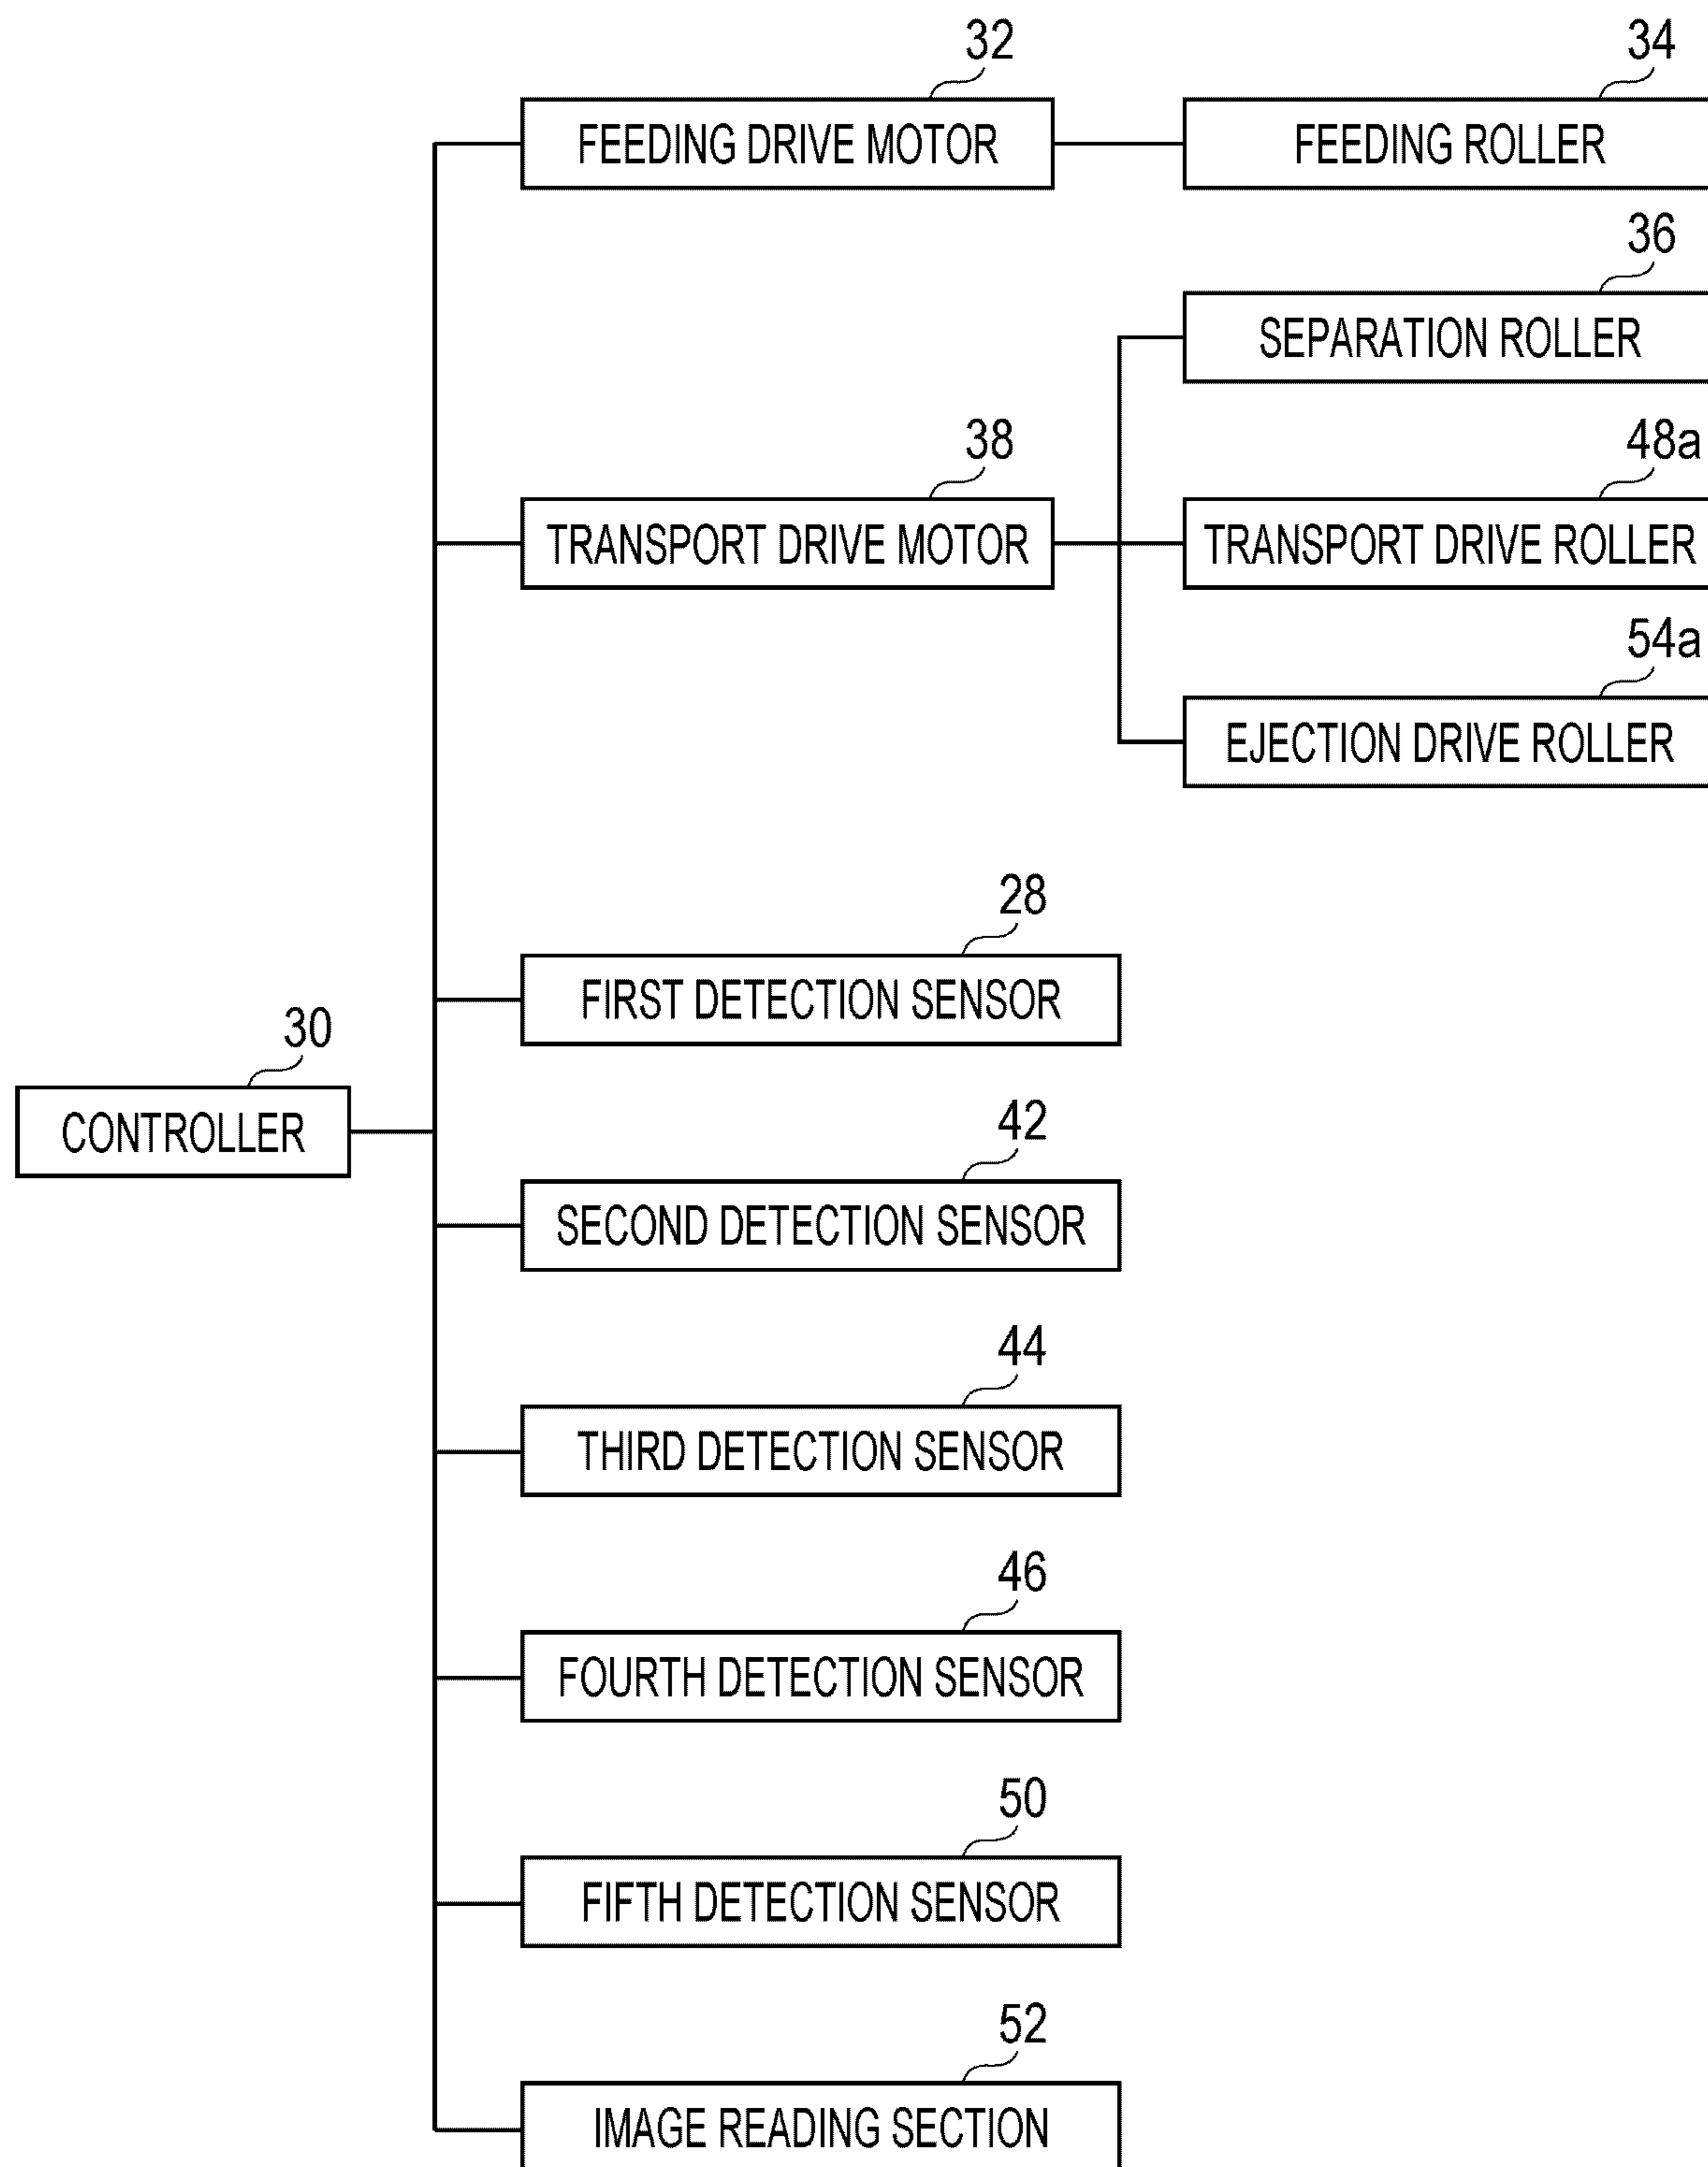 32
FEEDING DRIVE MOTOR
34
FEEDING ROLLER
36
SEPARATION ROLLER
38
TRANSPORT DRIVE MOTOR
48a
TRANSPORT DRIVE ROLLER
54a
EJECTION DRIVE ROLLER
28
FIRST DETECTION SENSOR
30
CONTROLLER
42
SECOND DETECTION SENSOR
44
THIRD DETECTION SENSOR
46
FOURTH DETECTION SENSOR
50
FIFTH DETECTION SENSOR
52
IMAGE READING SECTION